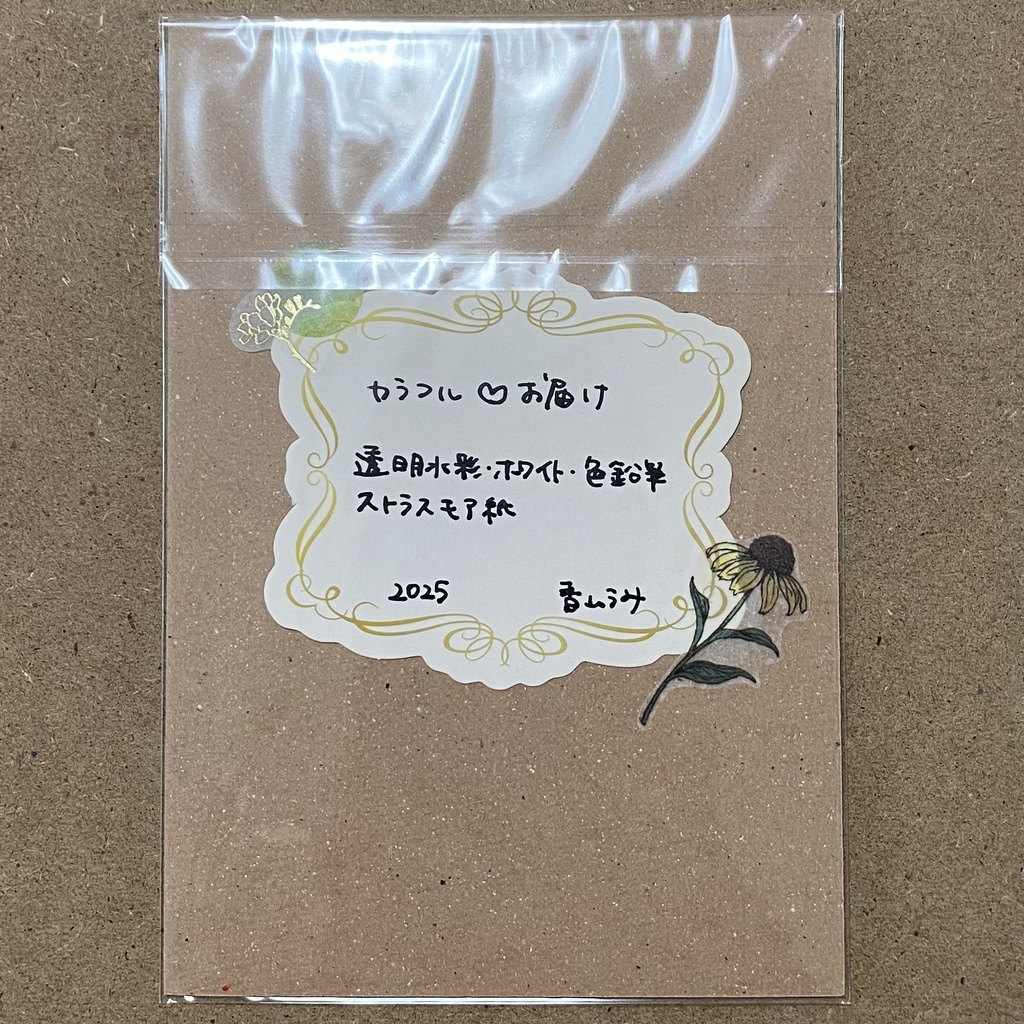 カラフル♡お届け
透明水彩・ホワイト・色鉛筆
ストラスモア紙
2025 香山うみ